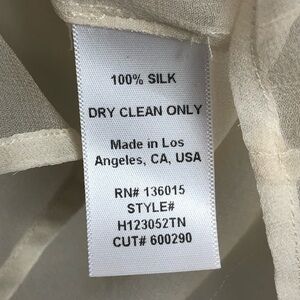 100% SILK
DRY CLEAN ONLY
Made in Los
Angeles, CA, USA
RN# 136015
STYLE#
H123052TN
CUT# 600290